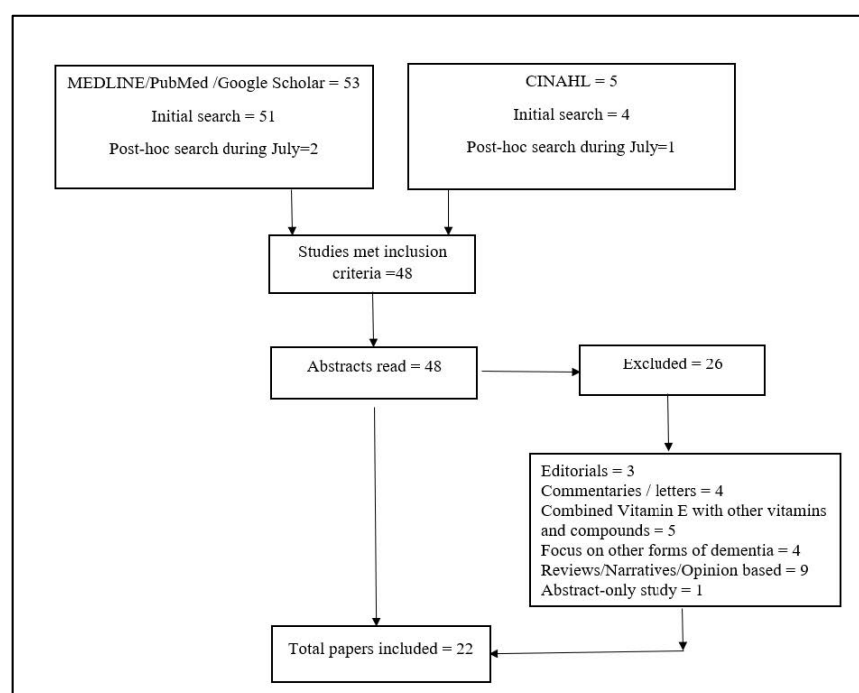 MEDLINE/PubMed /Google Scholar = 53
Initial search = 51
Post-hoc search during July=2
CINAHL = 5
Initial search = 4
Post-hoc search during July=1
Studies met inclusion
criteria =48
Abstracts read = 48
Excluded = 26
Editorials = 3
Commentaries / letters = 4
Combined Vitamin E with other vitamins
and compounds = 5
Focus on other forms of dementia = 4
Reviews/Narratives/Opinion based = 9
Abstract-only study = 1
Total papers included = 22